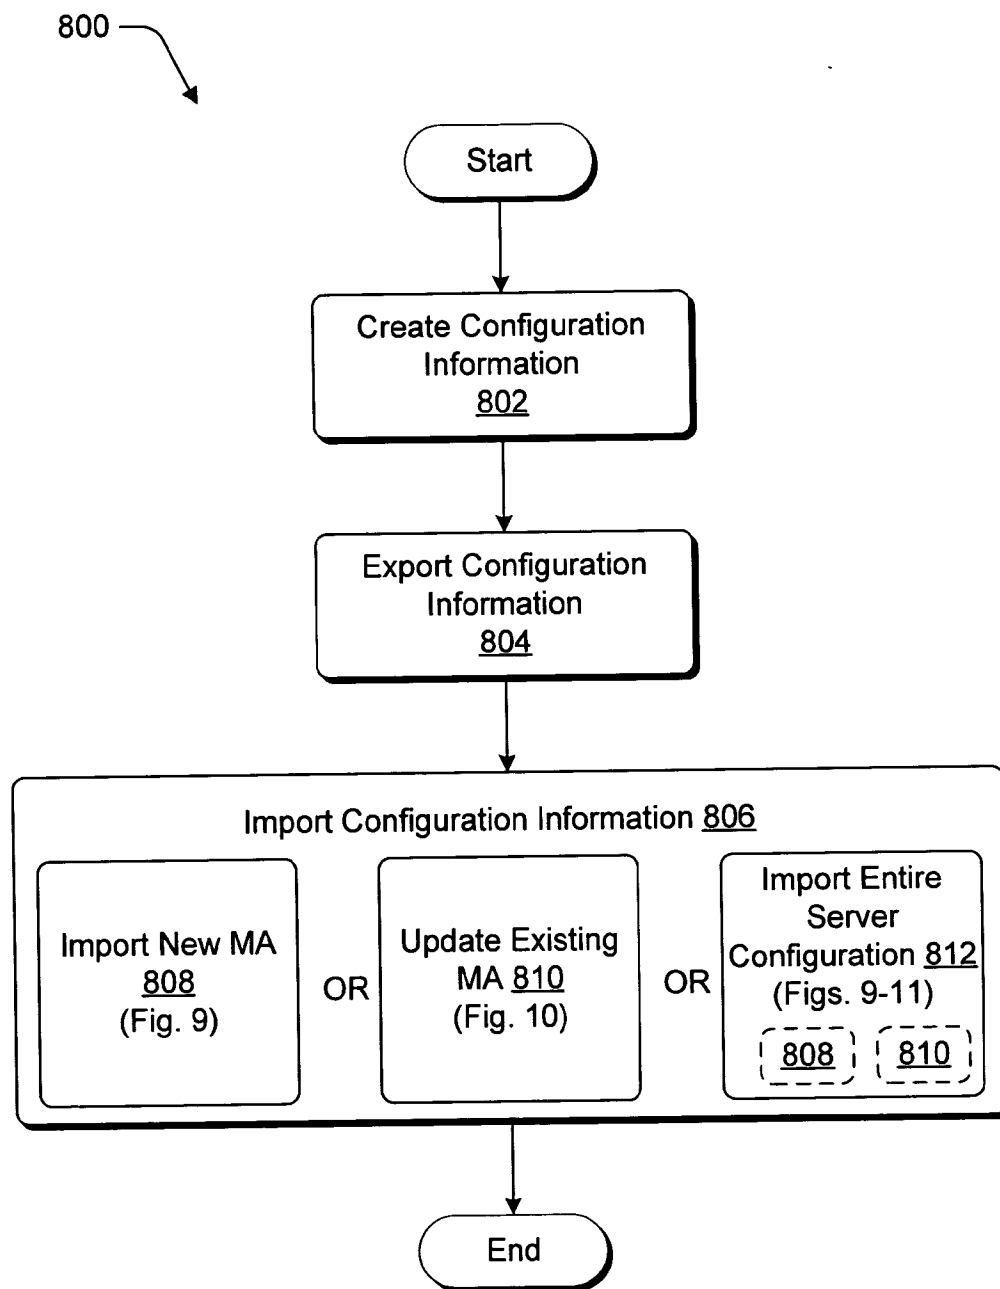 800
Start
Create Configuration
Information
802
Export Configuration
Information
804
Import Configuration Information 806
Import New MA
808
(Fig. 9)
OR
Update Existing
MA 810
(Fig. 10)
OR
Import Entire
Server
Configuration 812
(Figs. 9-11)
808
810
End